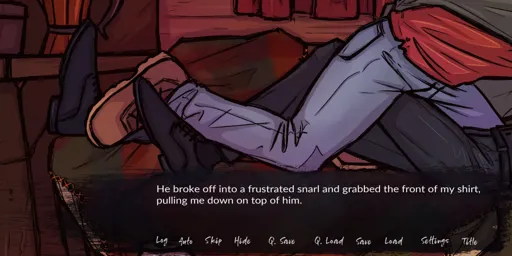 He broke off into a frustrated snarl and grabbed the front of my shirt,
pulling me down on top of him.
Log Auto Skip Hide Q. Save Q. Load Save Load Settings Title